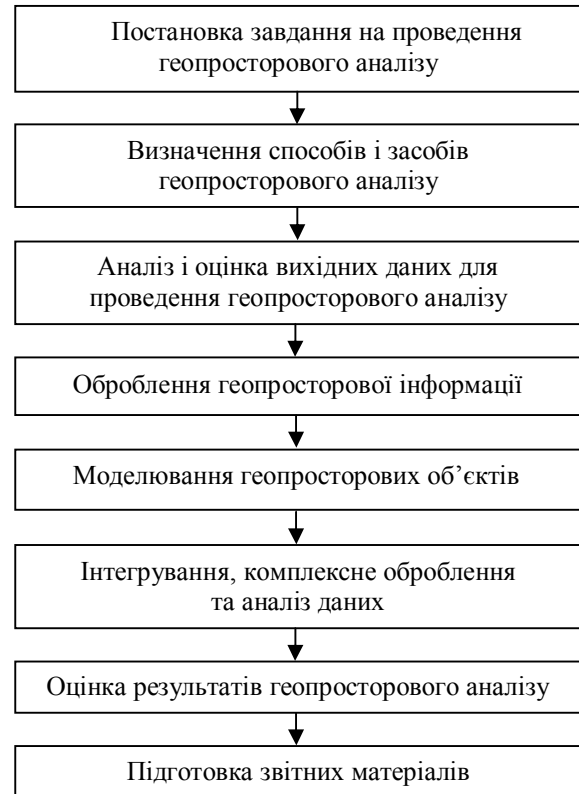 Постановка завдання на проведення
геопросторового аналізу
Визначення способів і засобів
геопросторового аналізу
Аналіз і оцінка вихідних даних для
проведення геопросторового аналізу
Оброблення геопросторової інформації
Моделювання геопросторових об’єктів
Інтегрування, комплексне оброблення
та аналіз даних
Оцінка результатів геопросторового аналізу
Підготовка звітних матеріалів